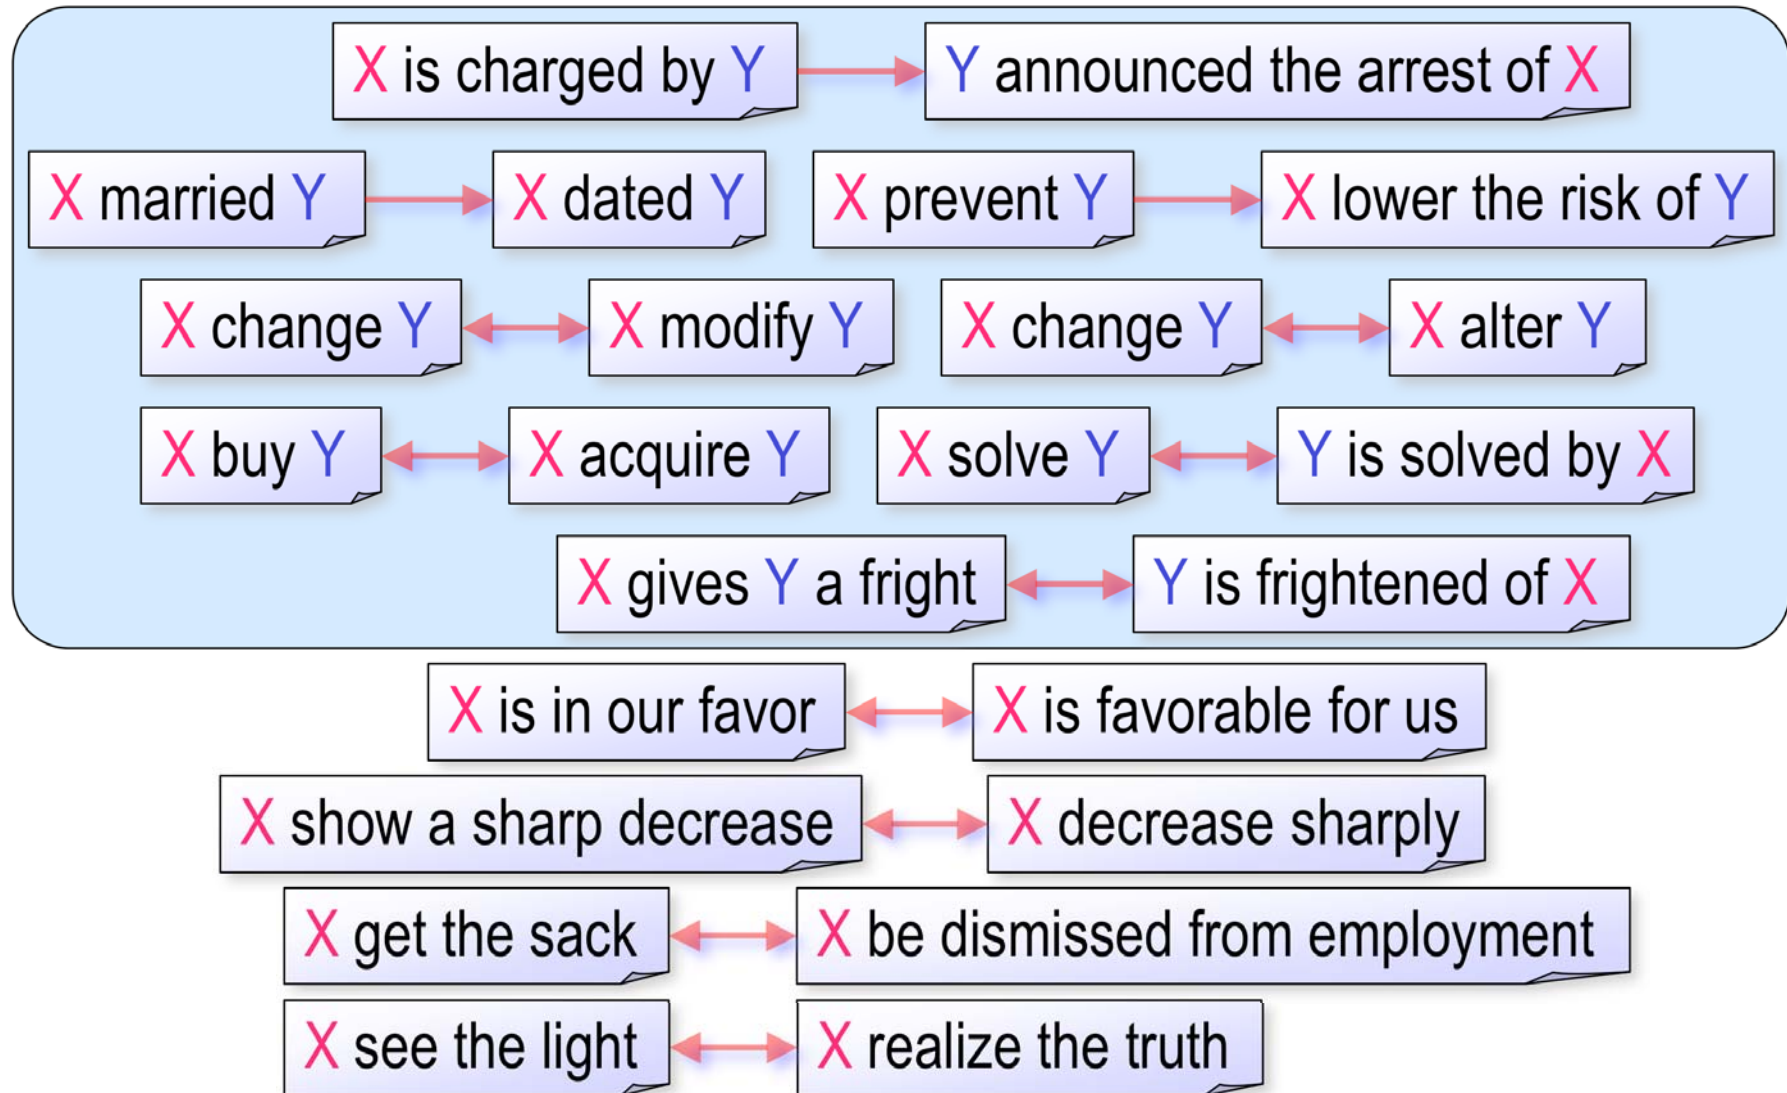 X is charged by Y Y announced the arrest of X
X married Y X dated Y X prevent Y X lower the risk of Y
X change Y X modify Y X change Y X alter Y
X buy Y X acquire Y X solve Y Y is solved by X
X gives Y a fright Y is frightened of X
X is in our favor X is favorable for us
X show a sharp decrease X decrease sharply
X get the sack X be dismissed from employment
X see the light X realize the truth